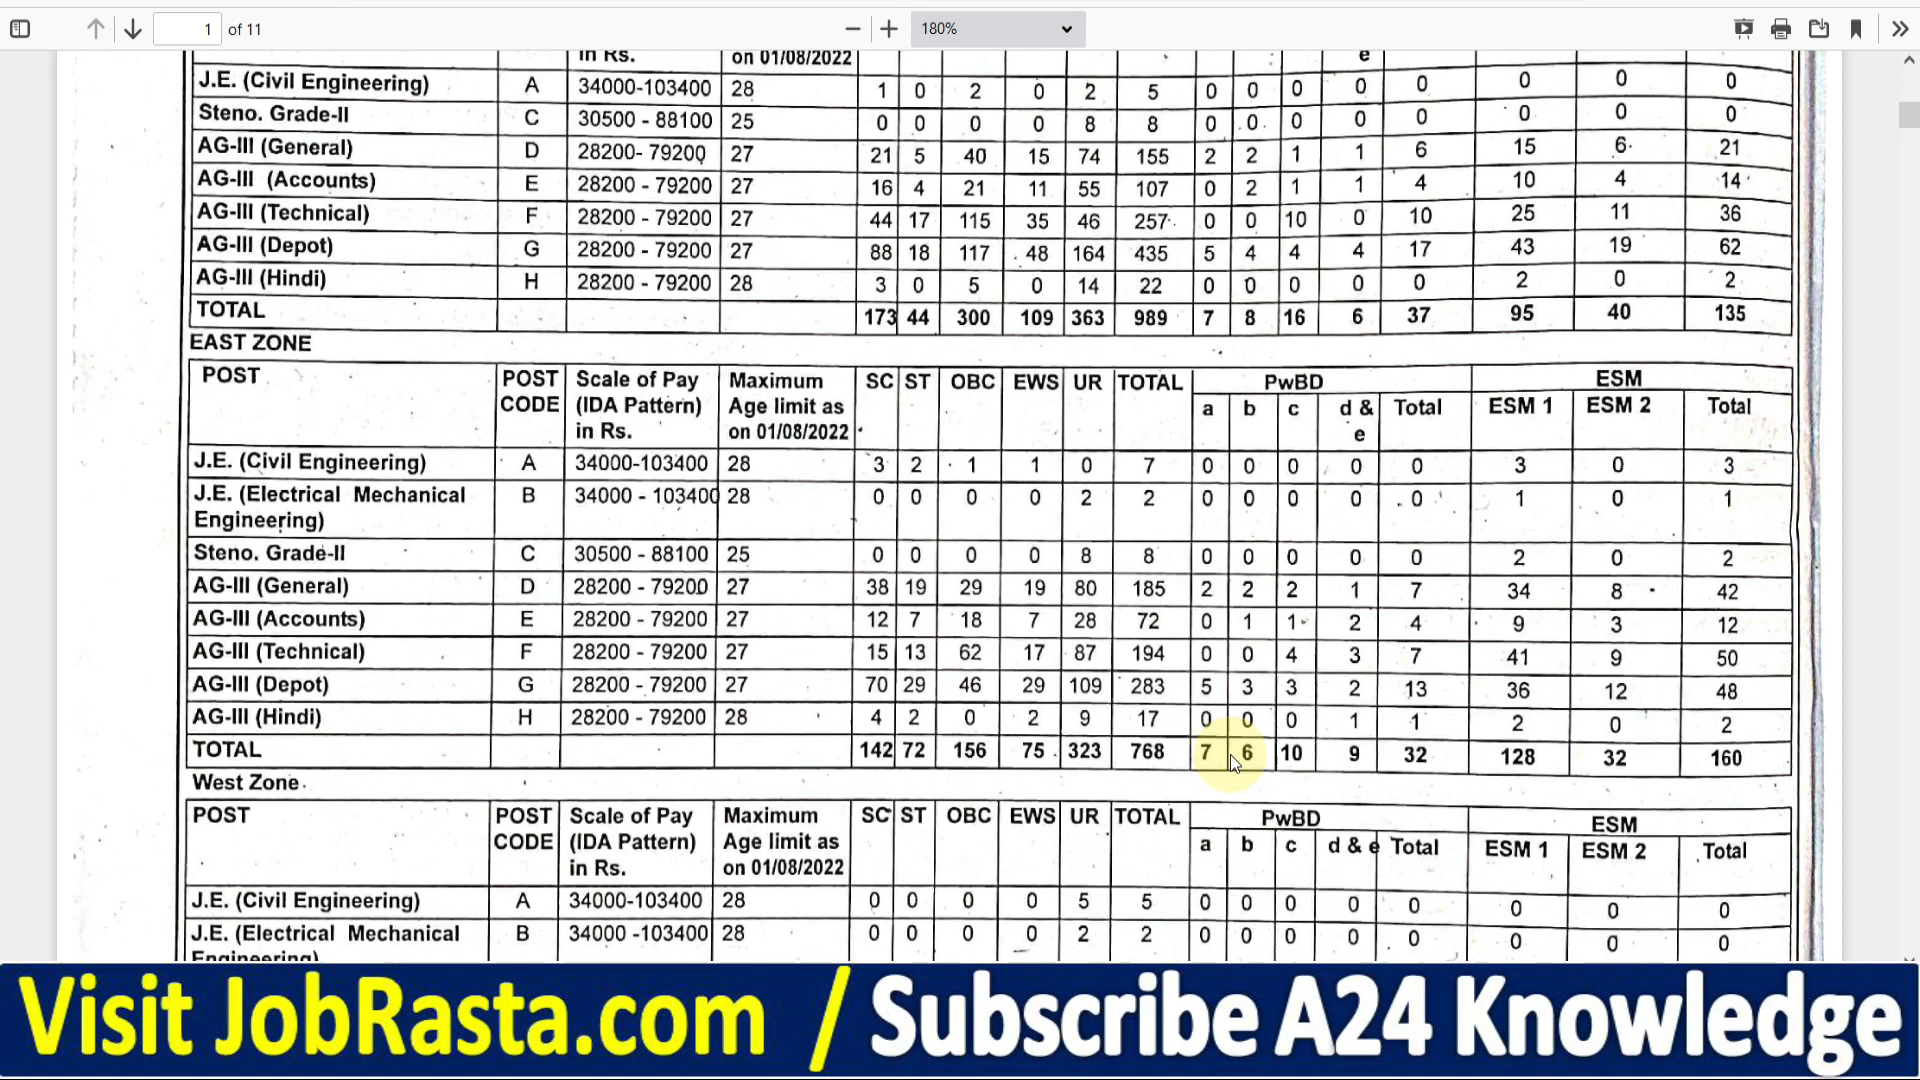 1 of 11 180%
in Rs. on 01/08/2022 e
J.E. (Civil Engineering) A 34000-103400 28 1 0 2 0 2 5 0 0 0 0 0 0 0 0
Steno. Grade-II C 30500 - 88100 25 0 0 0 0 8 8 0 0 0 0 0 0 0 0
AG-III (General) D 28200- 79200 27 21 5 40 15 74 155 2 2 1 1 6 15 6 21
AG-III (Accounts) E 28200 - 79200 27 16 4 21 11 55 107 0 2 1 1 4 10 4 14
AG-III (Technical) F 28200 - 79200 27 44 17 115 35 46 257 0 0 10 0 10 25 11 36
AG-III (Depot) G 28200 - 79200 27 88 18 117 48 164 435 5 4 4 4 17 43 19 62
AG-III (Hindi) H 28200 - 79200 28 3 0 5 0 14 22 0 0 0 0 0 2 0 2
TOTAL 173 44 300 109 363 989 7 8 16 6 37 95 40 135
EAST ZONE
POST POST Scale of Pay Maximum SC ST OBC EWS UR TOTAL PwBD ESM
CODE (IDA Pattern) Age limit as a b c d & Total ESM 1 ESM 2 Total
in Rs. on 01/08/2022 e
J.E. (Civil Engineering) A 34000-103400 28 3 2 1 1 0 7 0 0 0 0 0 3 0 3
J.E. (Electrical Mechanical B 34000 - 103400 28 0 0 0 0 2 2 0 0 0 0 0 1 0 1
Engineering)
Steno. Grade-II C 30500 - 88100 25 0 0 0 0 8 8 0 0 0 0 0 2 0 2
AG-III (General) D 28200 - 79200 27 38 19 29 19 80 185 2 2 2 1 7 34 8 42
AG-III (Accounts) E 28200 - 79200 27 12 7 18 7 28 72 0 1 1 2 4 9 3 12
AG-III (Technical) F 28200 - 79200 27 15 13 62 17 87 194 0 0 4 3 7 41 9 50
AG-III (Depot) G 28200 - 79200 27 70 29 46 29 109 283 5 3 3 2 13 36 12 48
AG-III (Hindi) H 28200 - 79200 28 4 2 0 2 9 17 0 0 0 1 1 2 0 2
TOTAL 142 72 156 75 323 768 7 6 10 9 32 128 32 160
West Zone
POST POST Scale of Pay Maximum SC ST OBC EWS UR TOTAL PwBD ESM
CODE (IDA Pattern) Age limit as a b c d & e Total ESM 1 ESM 2 Total
in Rs. on 01/08/2022
J.E. (Civil Engineering) A 34000-103400 28 0 0 0 0 5 5 0 0 0 0 0 0 0 0
J.E. (Electrical Mechanical B 34000 -103400 28 0 0 0 0 2 2 0 0 0 0 0 0 0 0
Engineering)
Visit JobRasta.com / Subscribe A24 Knowledge